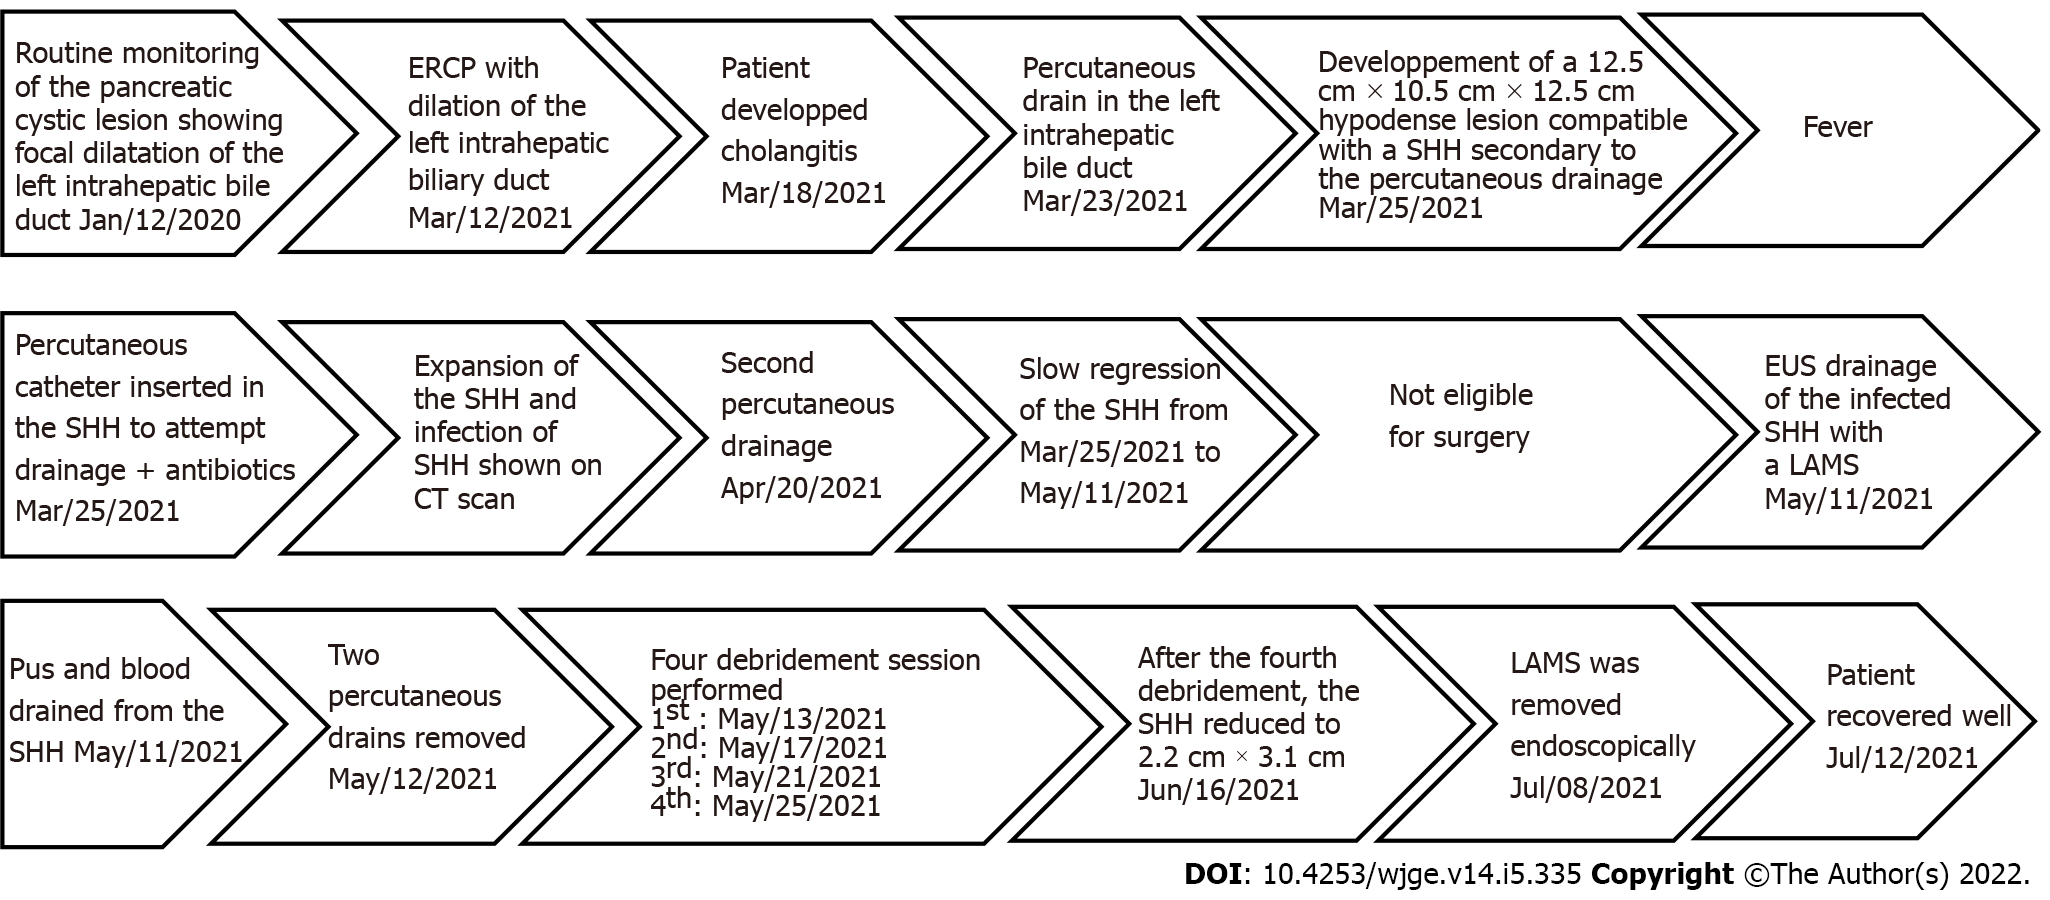 Routine monitoring
of the pancreatic
cystic lesion showing
focal dilatation of the
left intrahepatic bile
duct Jan/12/2020
ERCP with
dilation of the
left intrahepatic
biliary duct
Mar/12/2021
Patient
developped
cholangitis
Mar/18/2021
Percutaneous
drain in the left
intrahepatic
bile duct
Mar/23/2021
Developpement of a 12.5
cm × 10.5 cm × 12.5 cm
hypodense lesion compatible
with a SHH secondary to
the percutaneous drainage
Mar/25/2021
Fever
Percutaneous
catheter inserted in
the SHH to attempt
drainage + antibiotics
Mar/25/2021
Expansion of
the SHH and
infection of
SHH shown on
CT scan
Second
percutaneous
drainage
Apr/20/2021
Slow regression
of the SHH from
Mar/25/2021 to
May/11/2021
Not eligible
for surgery
EUS drainage
of the infected
SHH with
a LAMS
May/11/2021
Pus and blood
drained from the
SHH May/11/2021
Two
percutaneous
drains removed
May/12/2021
Four debridement session
performed
1st : May/13/2021
2nd: May/17/2021
3rd: May/21/2021
4th: May/25/2021
After the fourth
debridement, the
SHH reduced to
2.2 cm × 3.1 cm
Jun/16/2021
LAMS was
removed
endoscopically
Jul/08/2021
Patient
recovered well
Jul/12/2021
DOI: 10.4253/wjge.v14.i5.335 Copyright ©The Author(s) 2022.